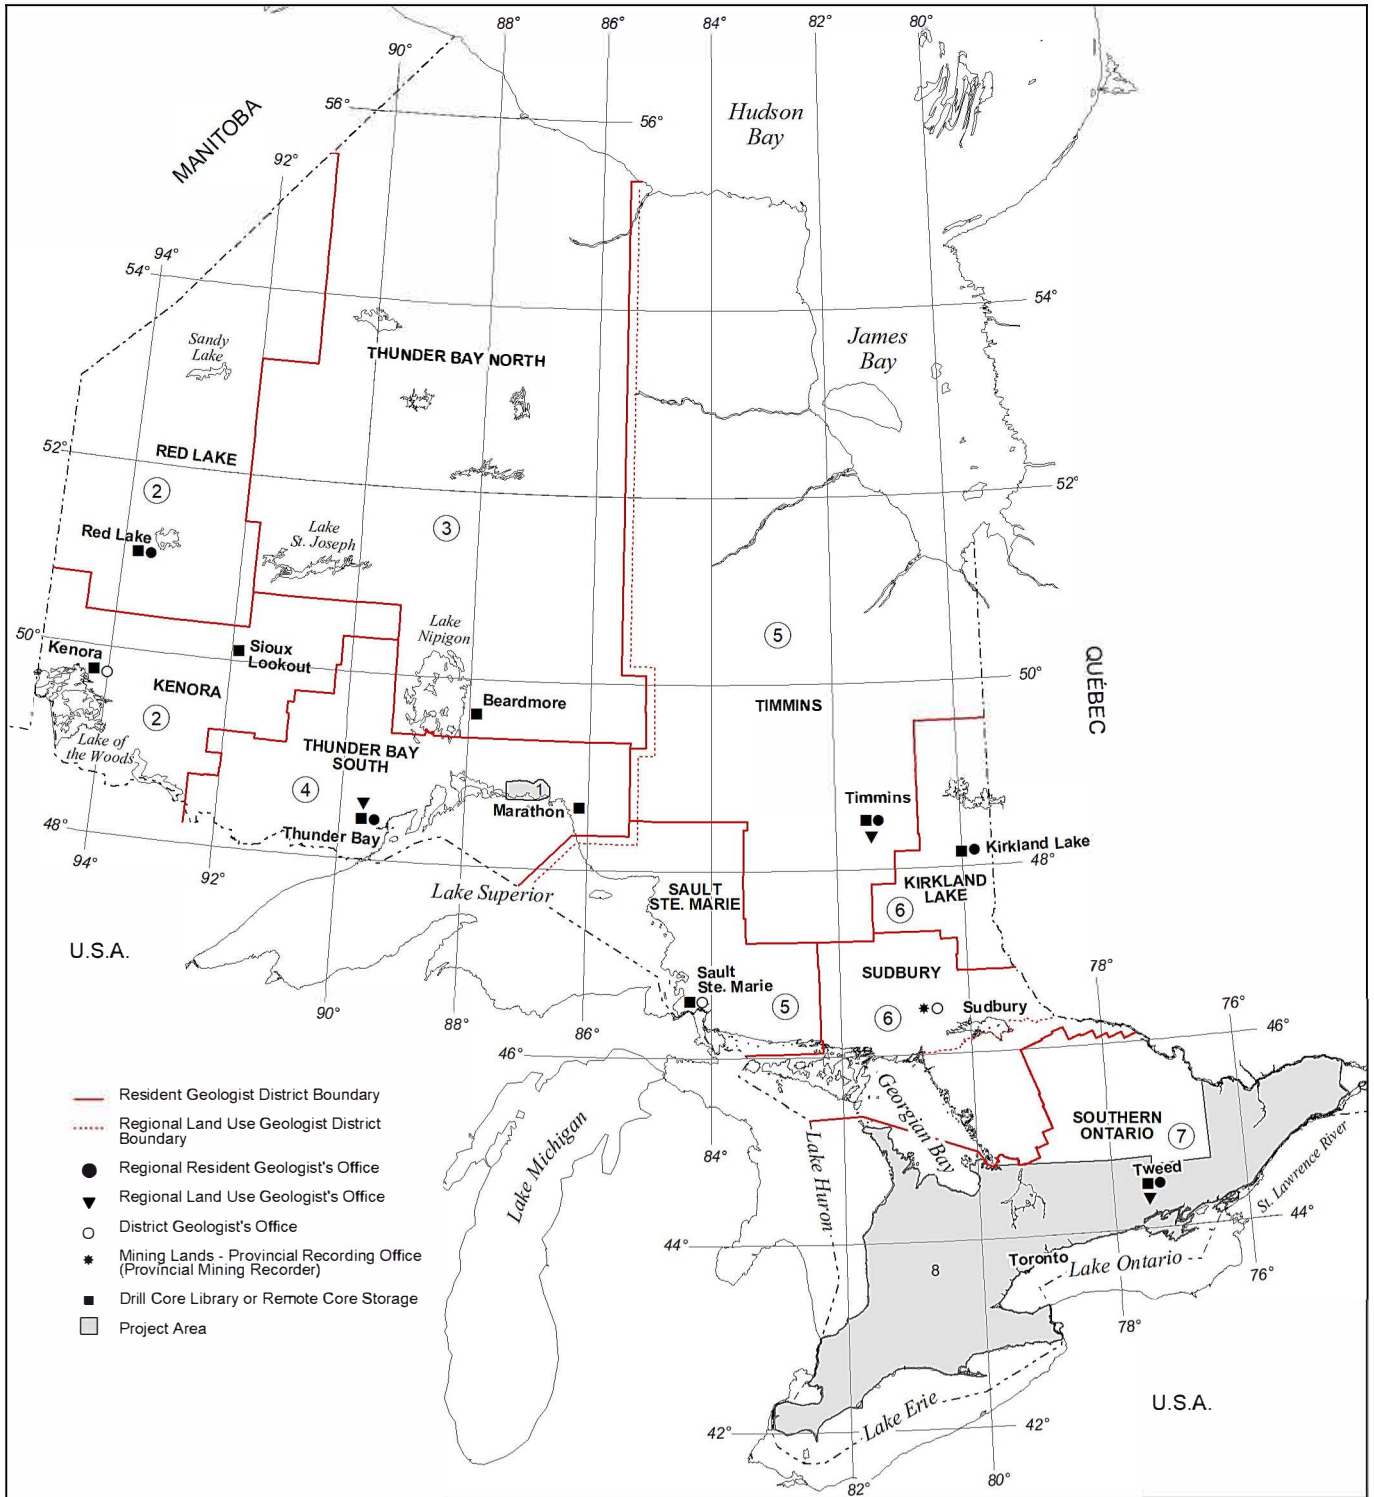 88°
86°
84°
82°
80°
90°
56°
56°
MANITOBA
92°
Hudson
Bay
94°
54°
54°
Sandy
Lake
THUNDER BAY NORTH
James
Bay
52°
RED LAKE
52°
2
3
Red Lake
Lake
St. Joseph
50°
Kenora
Sioux
Lookout
Lake
Nipigon
5
50°
QUÉBEC
KENORA
2
Beardmore
TIMMINS
Lake of
the Woods
THUNDER BAY
SOUTH
4
1
Marathon
Timmins
Thunder Bay
Kirkland Lake
48°
48°
94°
92°
Lake Superior
SAULT
STE. MARIE
KIRKLAND
LAKE
6
U.S.A.
Sault
Ste. Marie
SUDBURY
78°
5
6
Sudbury
76°
90°
88°
86°
46°
46°
Georgian Bay
Resident Geologist District Boundary
Regional Land Use Geologist District
Boundary
Regional Resident Geologist's Office
Regional Land Use Geologist's Office
District Geologist's Office
Mining Lands - Provincial Recording Office
(Provincial Mining Recorder)
Drill Core Library or Remote Core Storage
Project Area
Lake Michigan
84°
Lake Huron
SOUTHERN
ONTARIO
7
Tweed
St. Lawrence River
44°
44°
Toronto
Lake Ontario
76°
8
78°
Lake Erie
U.S.A.
42°
42°
80°
82°